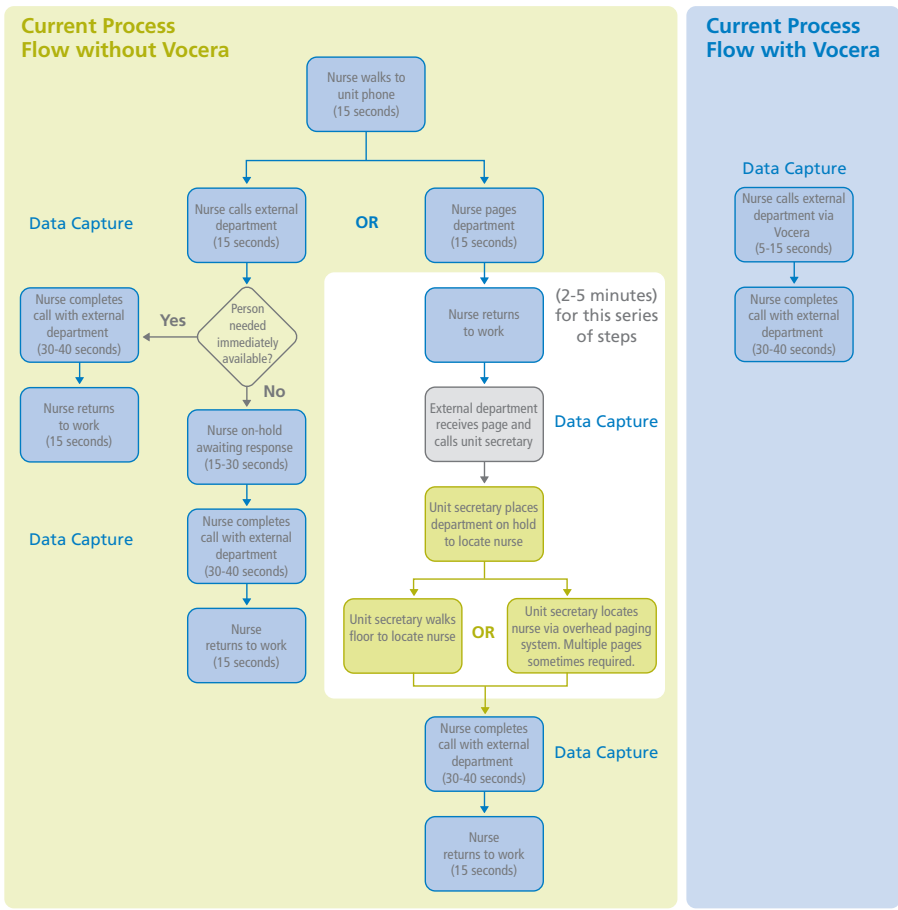 Current Process
Flow without Vocera
Nurse walks to
unit phone
(15 seconds)
Data Capture
Nurse calls external
department
(15 seconds)
OR
Nurse pages
department
(15 seconds)
Nurse completes
call with external
department
(30-40 seconds)
Yes
Person
needed
immediately
available?
Nurse returns
to work
(2-5 minutes)
for this series
of steps
No
Nurse returns
to work
(15 seconds)
Nurse on-hold
awaiting response
(15-30 seconds)
External department
receives page and
calls unit secretary
Data Capture
Data Capture
Nurse completes
call with external
department
(30-40 seconds)
Unit secretary places
department on hold
to locate nurse
Nurse
returns to work
(15 seconds)
Unit secretary walks
floor to locate nurse
OR
Unit secretary locates
nurse via overhead paging
system. Multiple pages
sometimes required.
Nurse completes
call with external
department
(30-40 seconds)
Data Capture
Nurse
returns to work
(15 seconds)
Current Process
Flow with Vocera
Data Capture
Nurse calls external
department via
Vocera
(5-15 seconds)
Nurse completes
call with external
department
(30-40 seconds)